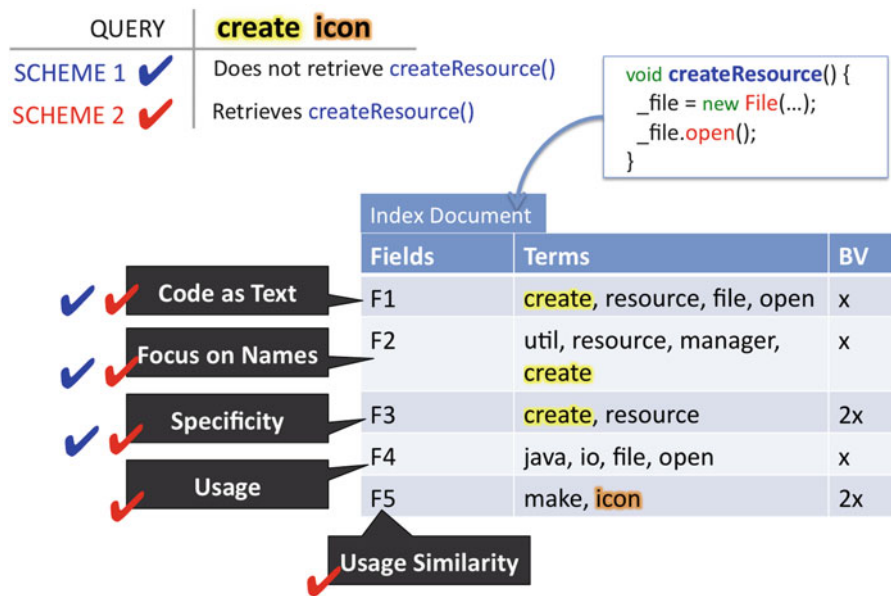 QUERY create icon
SCHEME 1 Does not retrieve createResource()
SCHEME 2 Retrieves createResource()
void createResource() {
_file = new File(...);
_file.open();
}
Index Document
Fields Terms BV
Code as Text F1 create, resource, file, open x
Focus on Names F2 util, resource, manager, x
create
Specificity F3 create, resource 2x
F4 java, io, file, open x
Usage F5 make, icon 2x
Usage Similarity